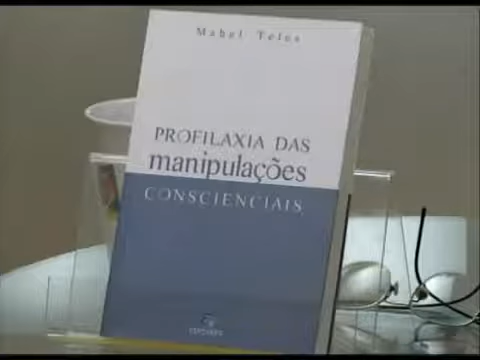 Mabel Teles
PROFILAXIA DAS
manipulações
CONSCIENCIAIS